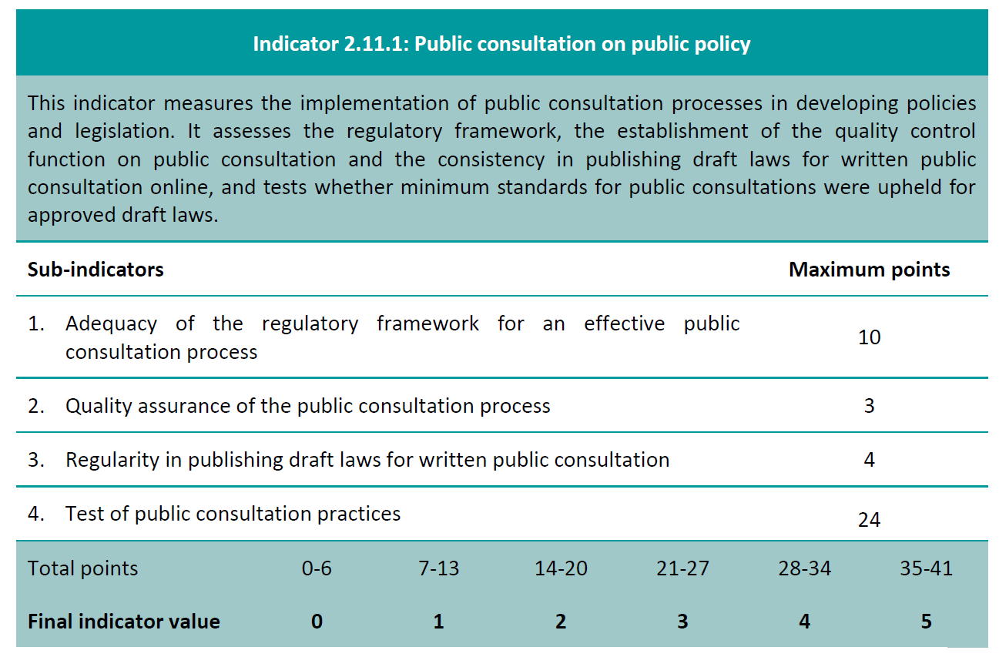 Indicator 2.11.1: Public consultation on public policy
This indicator measures the implementation of public consultation processes in developing policies
and legislation. It assesses the regulatory framework, the establishment of the quality control
function on public consultation and the consistency in publishing draft laws for written public
consultation online, and tests whether minimum standards for public consultations were upheld for
approved draft laws.
Sub-indicators Maximum points
1. Adequacy of the regulatory framework for an effective public
consultation process
10
2. Quality assurance of the public consultation process 3
3. Regularity in publishing draft laws for written public consultation 4
4. Test of public consultation practices 24
Total points 0-6 7-13 14-20 21-27 28-34 35-41
Final indicator value 0 1 2 3 4 5